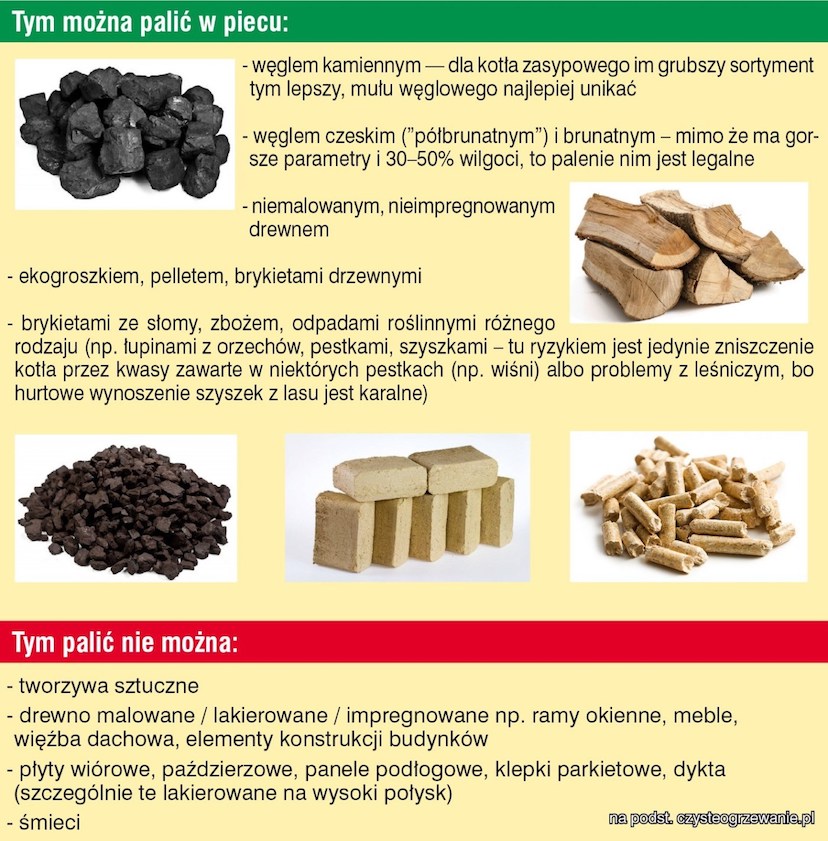 Tym można palić w piecu:
- węglem kamiennym — dla kotła zasypowego im grubszy sortyment
tym lepszy, mułu węglowego najlepiej unikać
- węglem czeskim (”półbrunatnym”) i brunatnym – mimo że ma gor-
sze parametry i 30–50% wilgoci, to palenie nim jest legalne
- niemalowanym, nieimpregnowanym
drewnem
- ekogroszkiem, pelletem, brykietami drzewnymi
- brykietami ze słomy, zbożem, odpadami roślinnymi różnego
rodzaju (np. łupinami z orzechów, pestkami, szyszkami – tu ryzykiem jest jedynie zniszczenie
kotła przez kwasy zawarte w niektórych pestkach (np. wiśni) albo problemy z leśniczym, bo
hurtowe wynoszenie szyszek z lasu jest karalne)
Tym palić nie można:
- tworzywa sztuczne
- drewno malowane / lakierowane / impregnowane np. ramy okienne, meble,
więźba dachowa, elementy konstrukcji budynków
- płyty wiórowe, paździerzowe, panele podłogowe, klepki parkietowe, dykta
(szczególnie te lakierowane na wysoki połysk)
- śmieci
na podst. czysteogrzewanie.pl